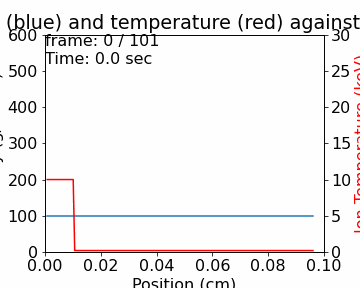 (blue) and temperature (red) against
frame: 0 / 101
Time: 0.0 sec
600
500
400
300
200
100
0
30
25
20
15
10
5
0
Ion Temperature (keV)
0.00 0.02 0.04 0.06 0.08 0.10
Position (cm)